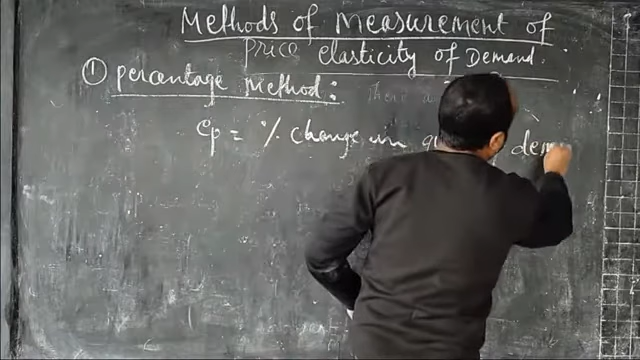 Methods of Measurement of
Price elasticity of Demand.
① percentage Method:
ep = % change in